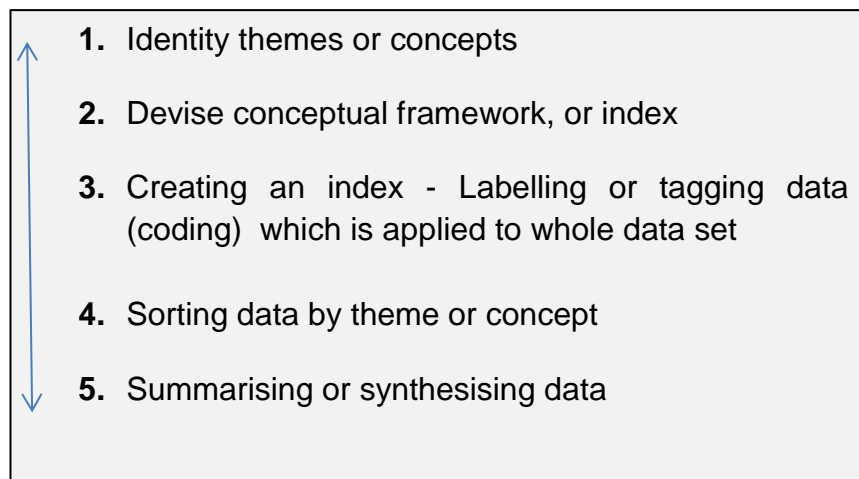 1. Identity themes or concepts
2. Devise conceptual framework, or index
3. Creating an index - Labelling or tagging data
(coding) which is applied to whole data set
4. Sorting data by theme or concept
5. Summarising or synthesising data